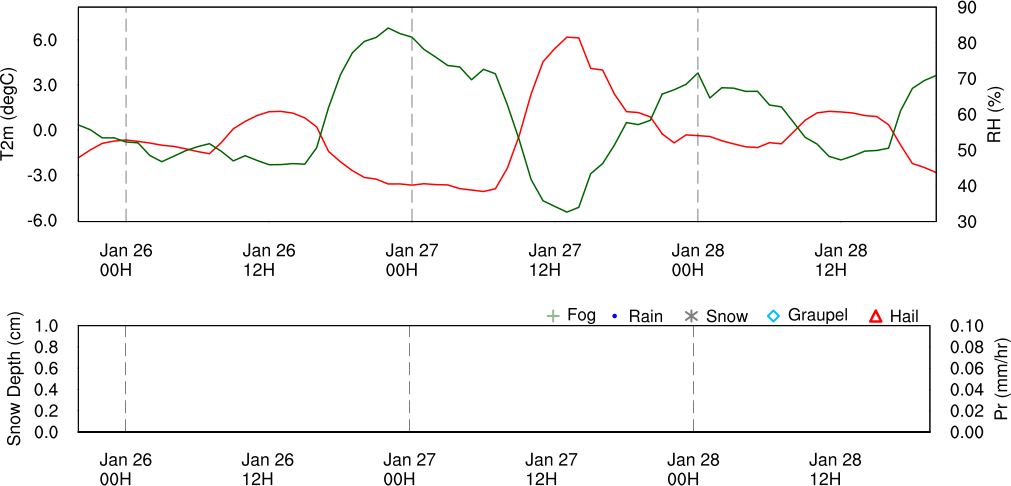 T2m (degC)
6.0
3.0
0.0
-3.0
-6.0
90
80
70
60
50
40
30
RH (%)
Jan 26 Jan 26 Jan 27 Jan 27 Jan 28 Jan 28
00H 12H 00H 12H 00H 12H
Fog Rain Snow Graupel Hail
Snow Depth (cm)
1.0
0.8
0.6
0.4
0.2
0.0
0.10
0.08
0.06
0.04
0.02
0.00
Pr (mm/hr)
Jan 26 Jan 26 Jan 27 Jan 27 Jan 28 Jan 28
00H 12H 00H 12H 00H 12H